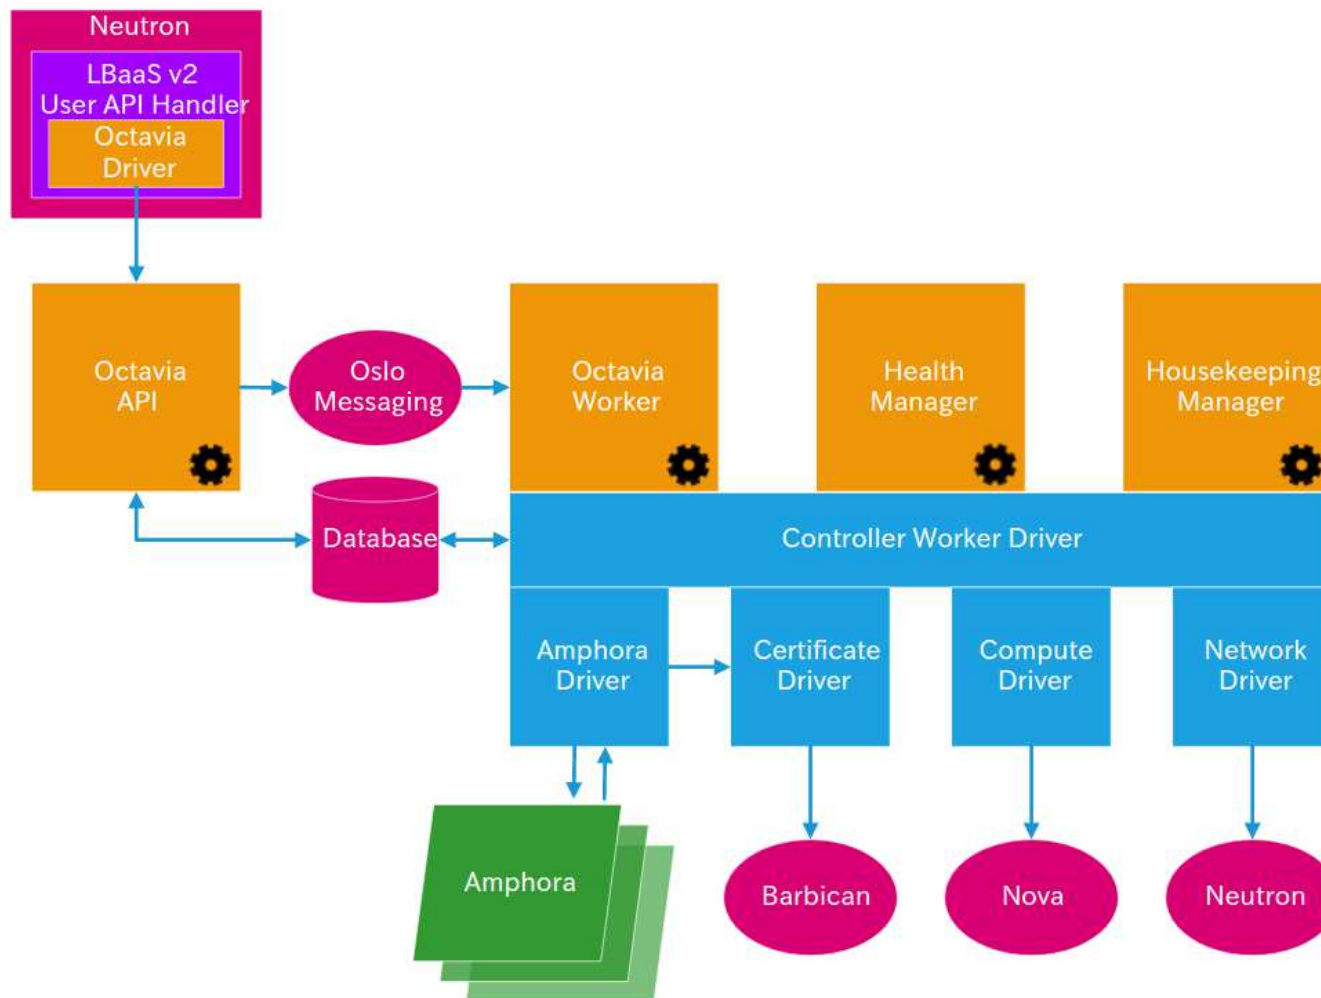 Neutron
LBaaS v2
User API Handler
Octavia
Driver
Octavia
API
Oslo
Messaging
Octavia
Worker
Health
Manager
Housekeeping
Manager
Database
Controller Worker Driver
Amphora
Driver
Certificate
Driver
Compute
Driver
Network
Driver
Amphora
Barbican
Nova
Neutron